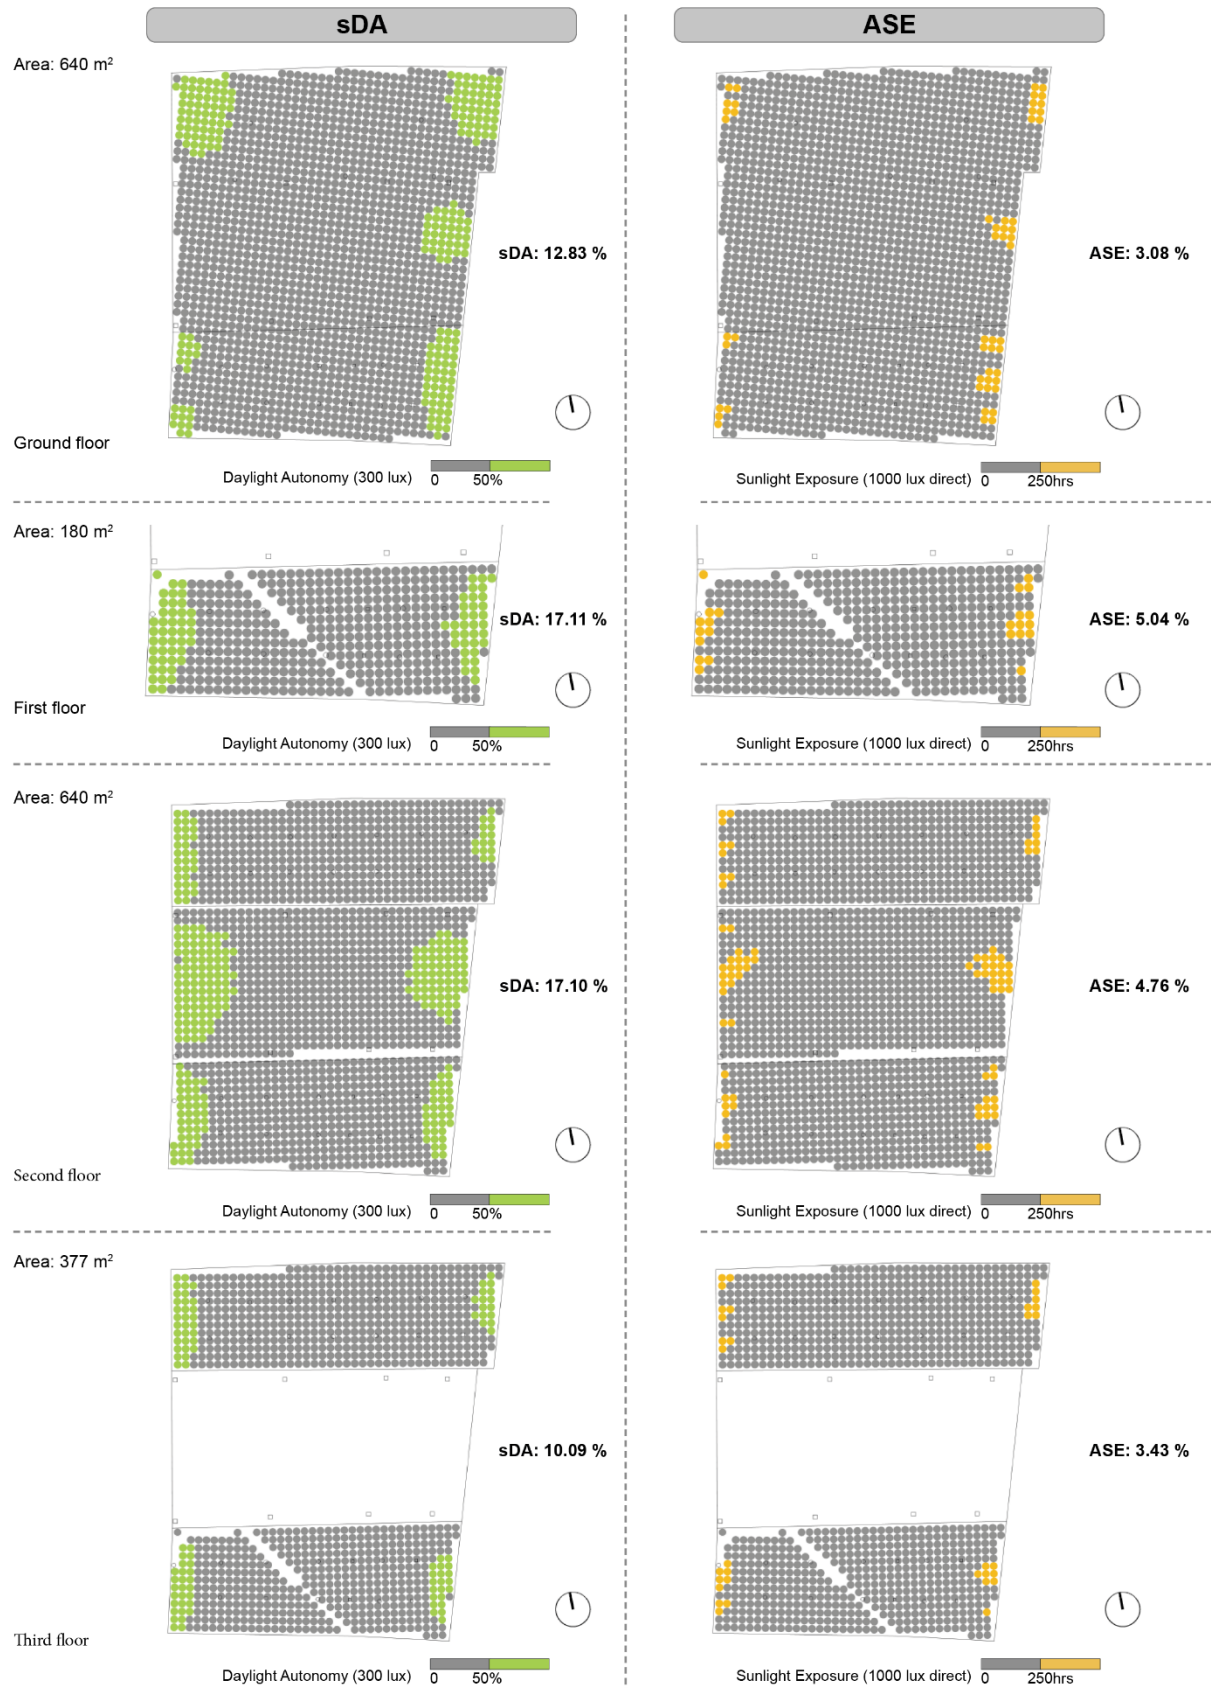 sDA
ASE
Area: 640 m²
sDA: 12.83 %
ASE: 3.08 %
Ground floor
Daylight Autonomy (300 lux)
0 50%
Sunlight Exposure (1000 lux direct)
0 250hrs
Area: 180 m²
sDA: 17.11 %
ASE: 5.04 %
First floor
Daylight Autonomy (300 lux)
0 50%
Sunlight Exposure (1000 lux direct)
0 250hrs
Area: 640 m²
sDA: 17.10 %
ASE: 4.76 %
Second floor
Daylight Autonomy (300 lux)
0 50%
Sunlight Exposure (1000 lux direct)
0 250hrs
Area: 377 m²
sDA: 10.09 %
ASE: 3.43 %
Third floor
Daylight Autonomy (300 lux)
0 50%
Sunlight Exposure (1000 lux direct)
0 250hrs